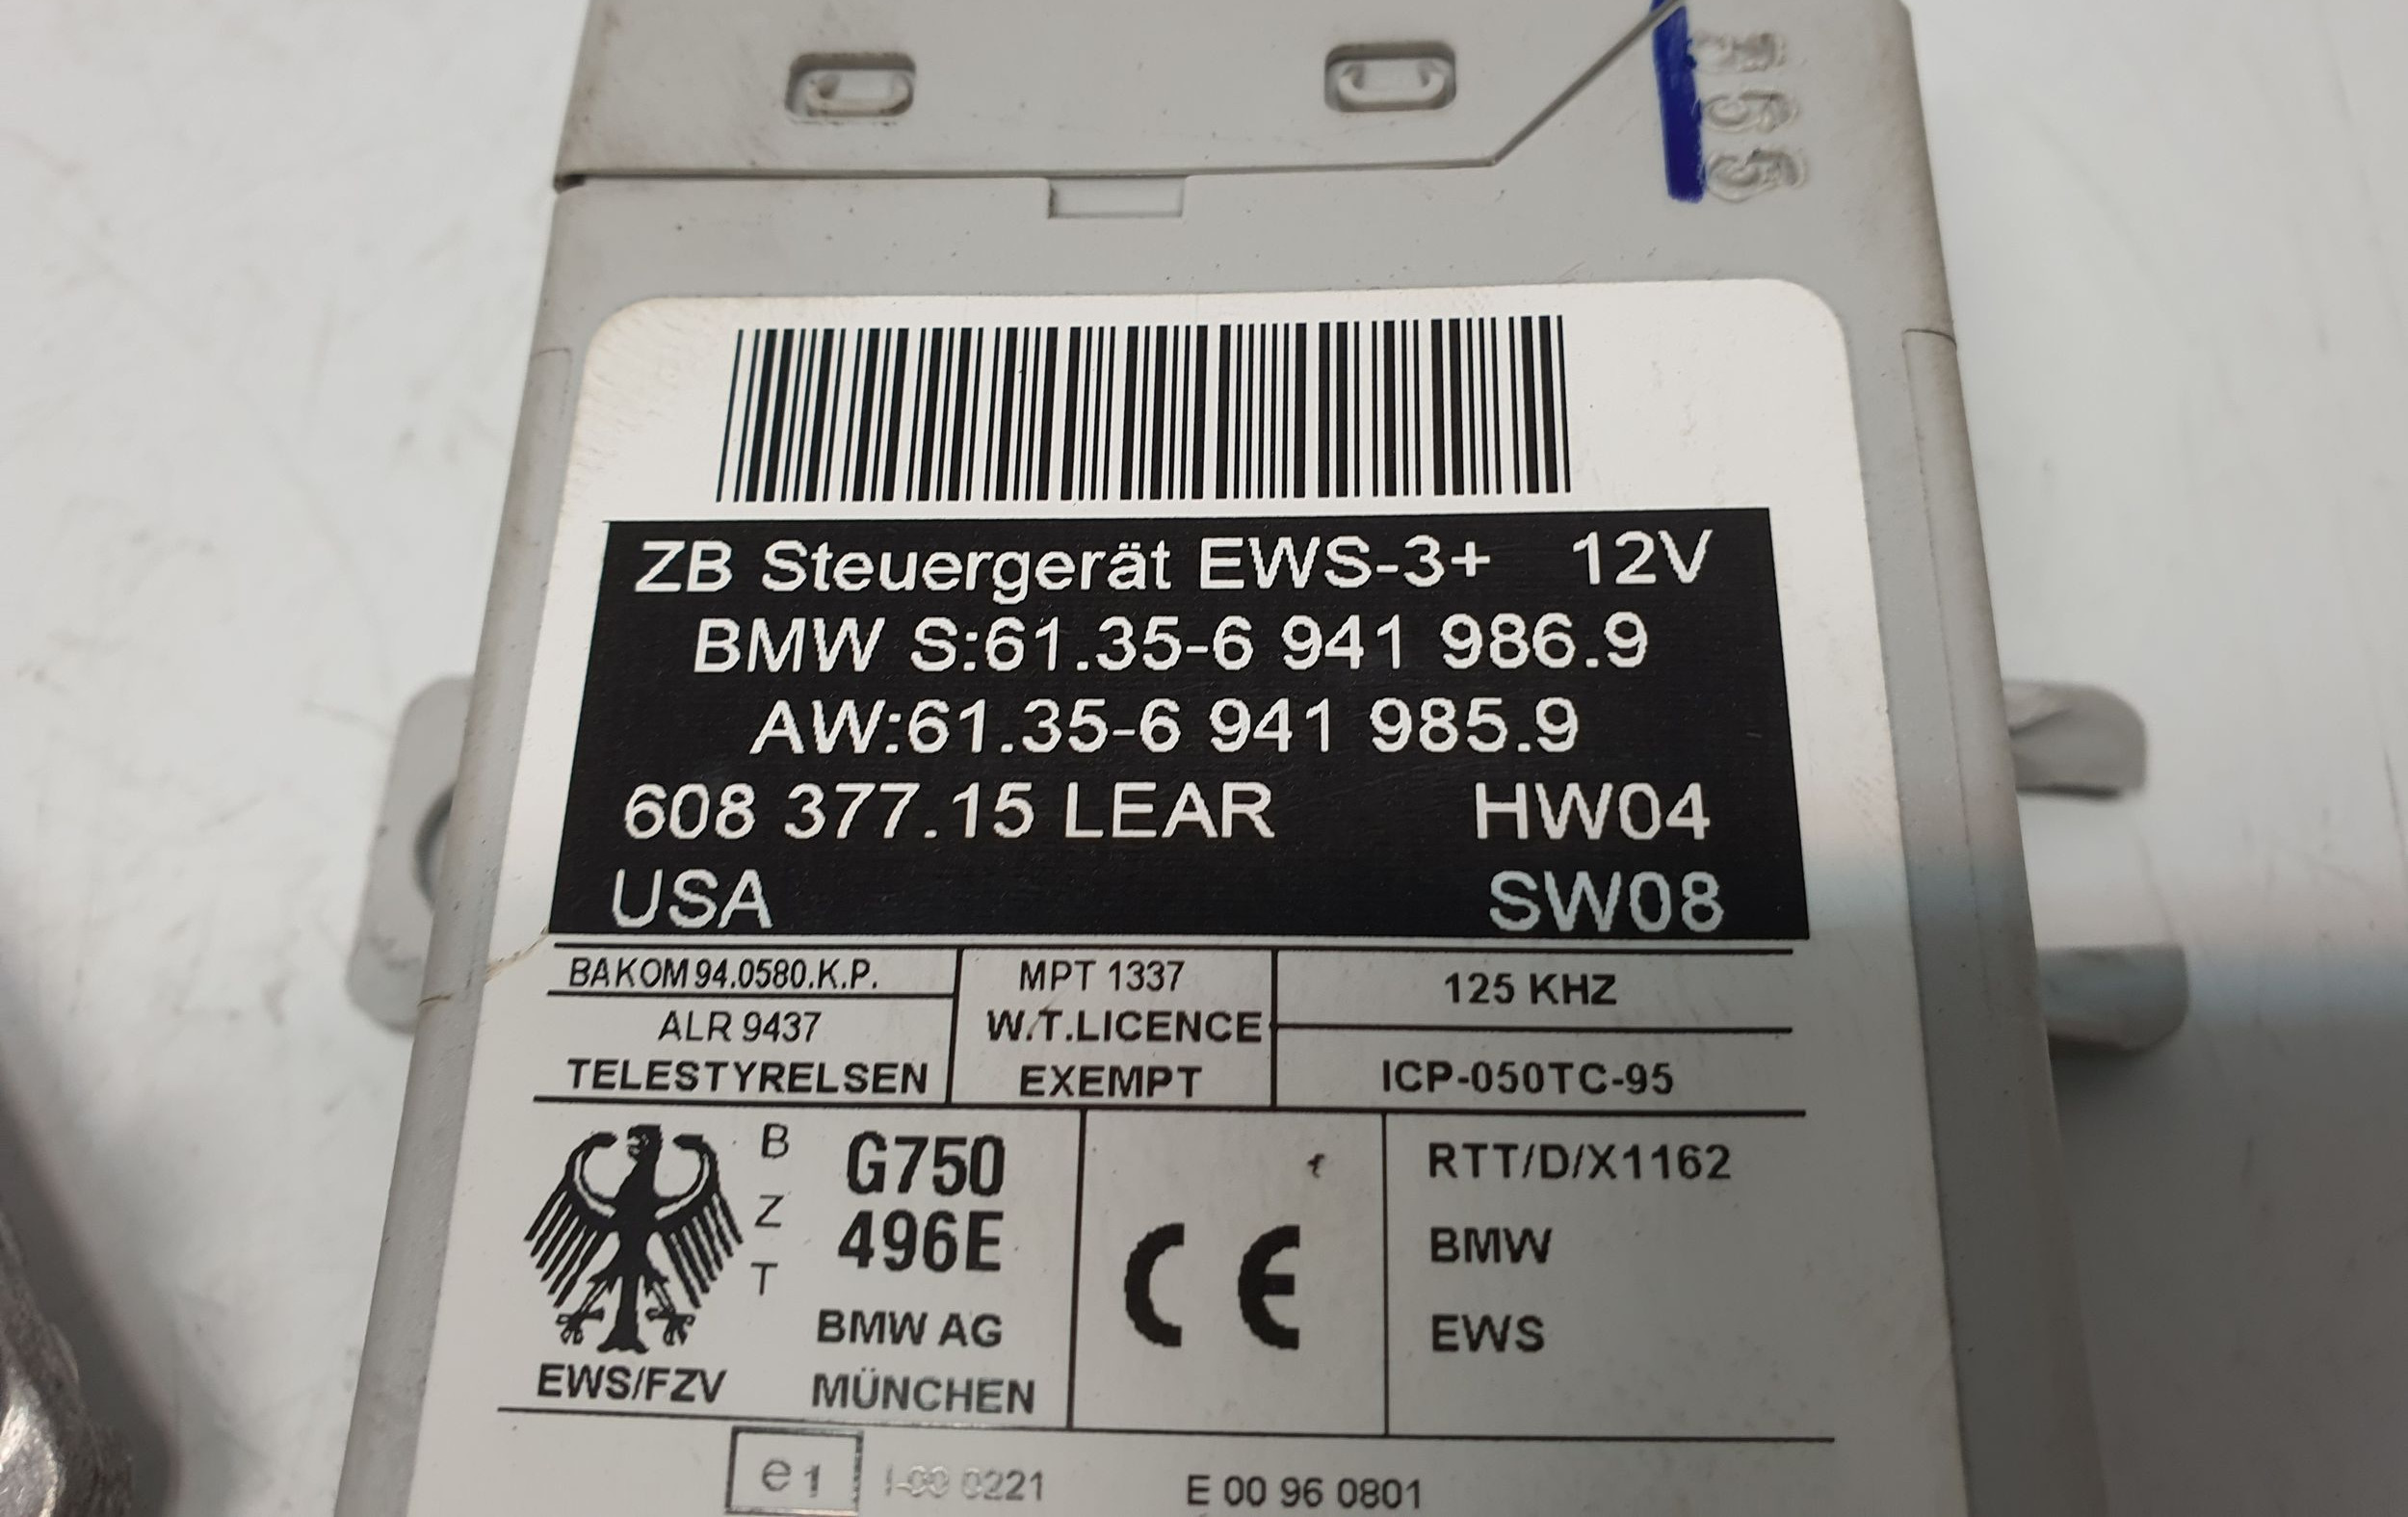 ZB Steuergerät EWS-3+ 12V
BMW S:61.35-6 941 986.9
AW:61.35-6 941 985.9
608 377.15 LEAR HW04
USA SW08
BAKOM 94.0580.K.P.
ALR 9437
TELESTYRELSEN
MPT 1337
W.T.LICENCE
EXEMPT
125 KHZ
ICP-050TC-95
B
Z
T
G750
496E
BMW AG
MÜNCHEN
EWS/FZV
CE
RTT/D/X1162
BMW
EWS
e1 0221 E 00 96 0801